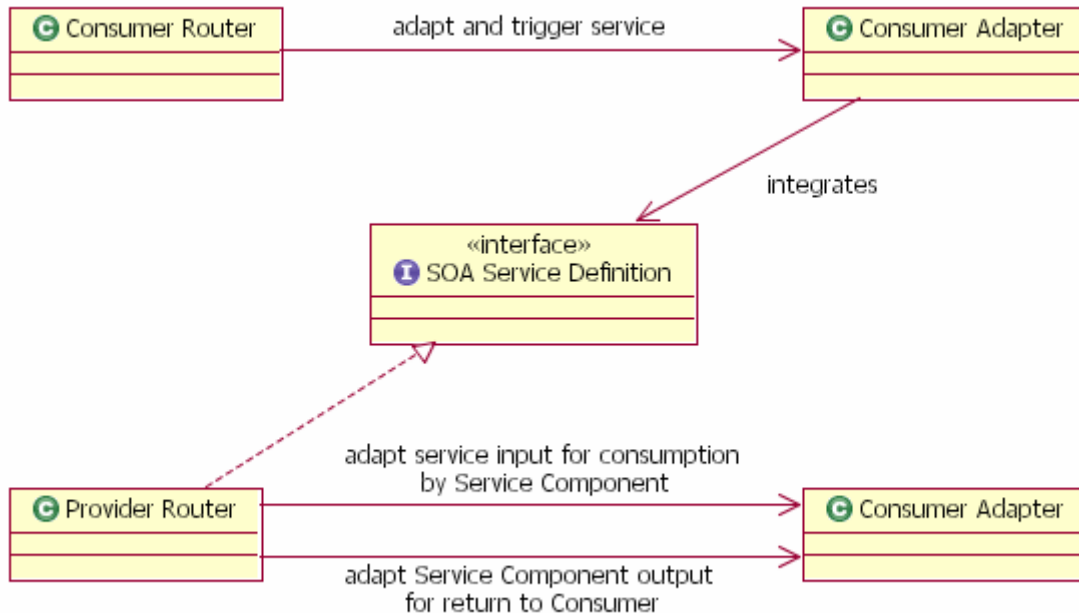 C Consumer Router
adapt and trigger service
C Consumer Adapter
integrates
«interface»
I SOA Service Definition
adapt service input for consumption
by Service Component
C Provider Router
C Consumer Adapter
adapt Service Component output
for return to Consumer